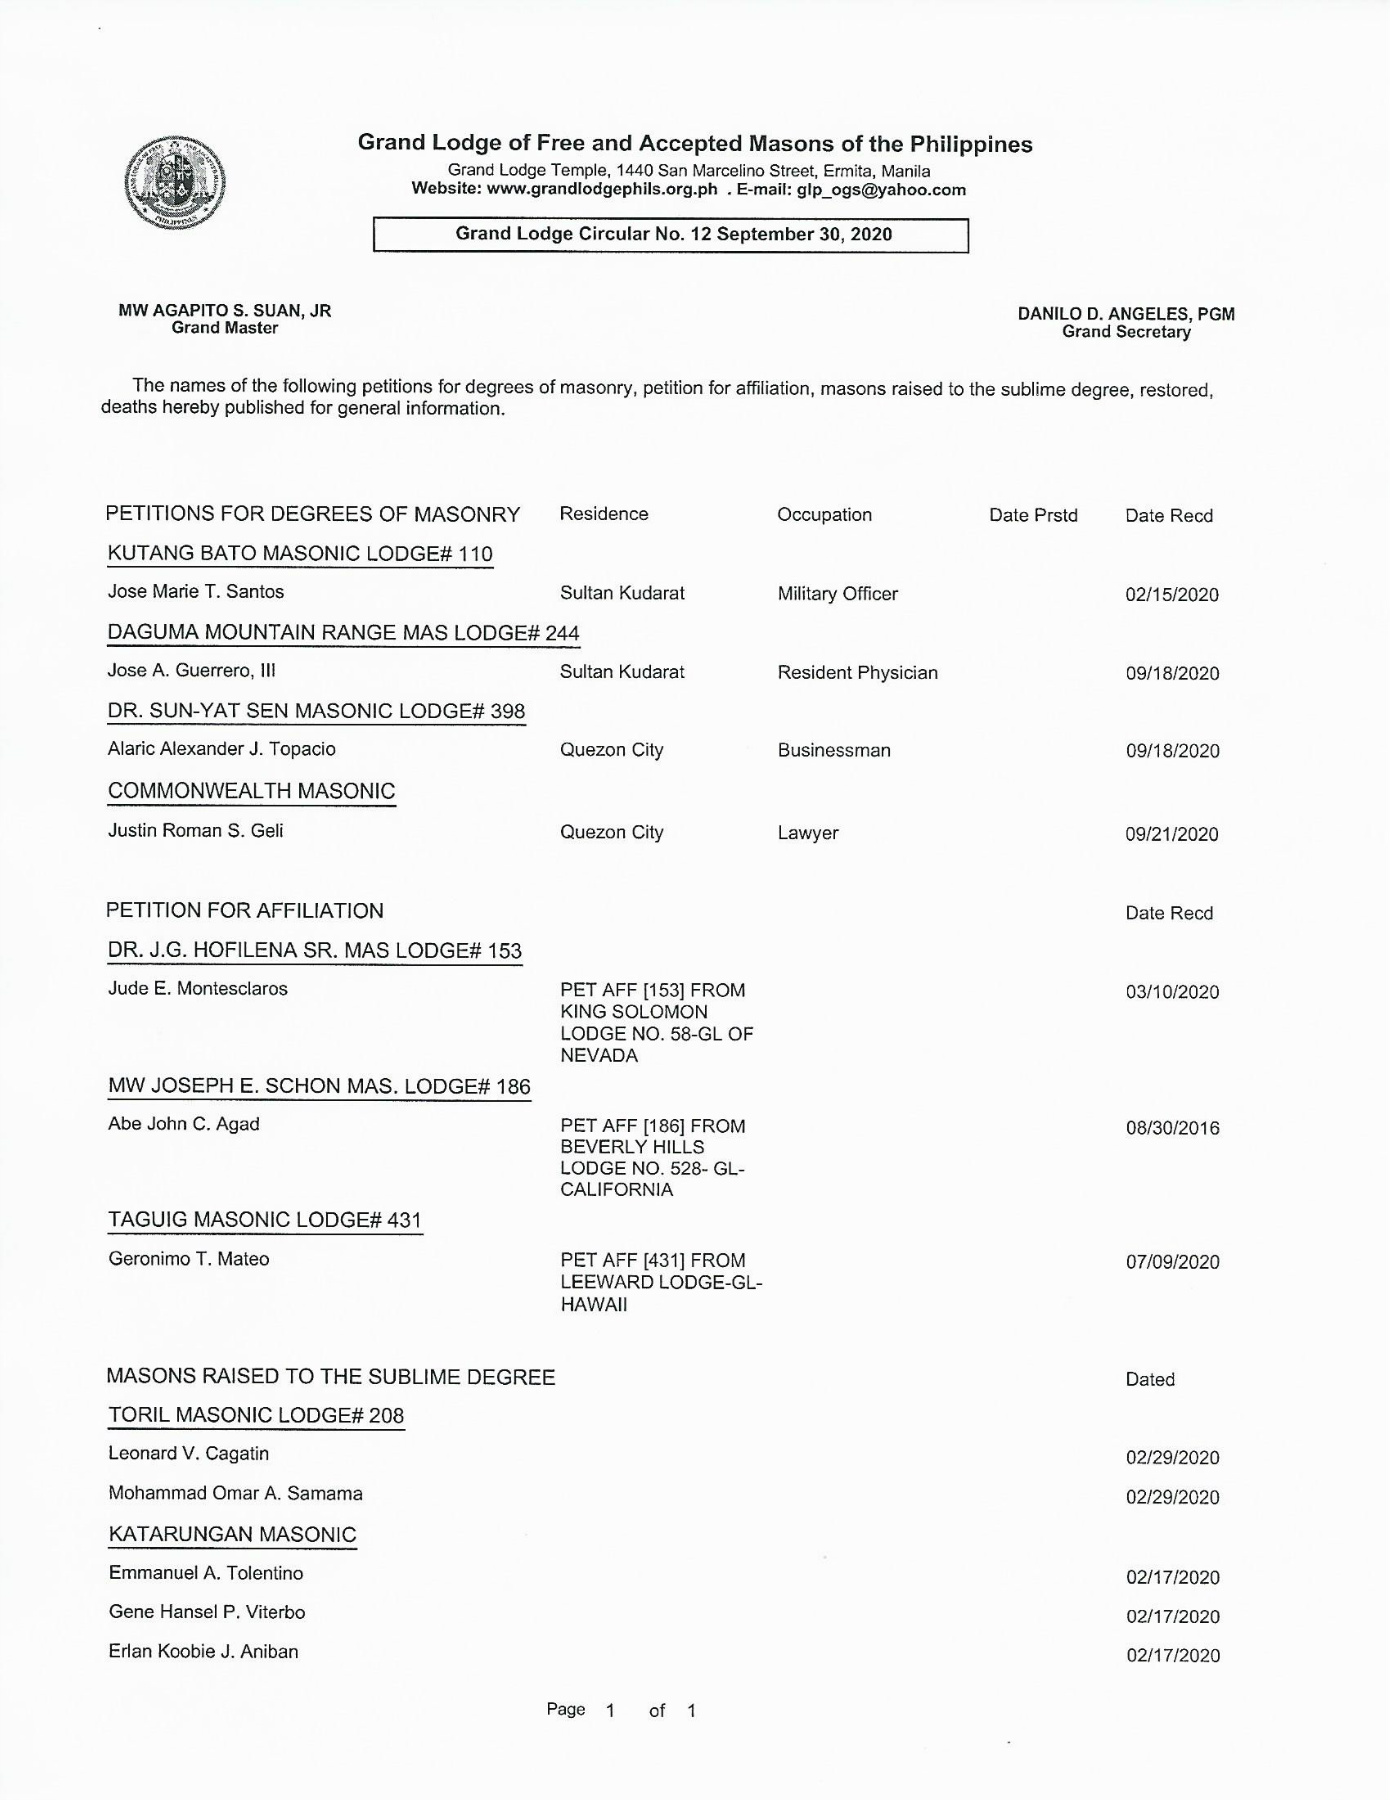 Grand Lodge of Free and Accepted Masons of the Philippines
Grand Lodge Temple, 1440 San Marcelino Street, Ermita, Manila
Website: www.grandlodgephils.org.ph . E-mail: glp_ogs@yahoo.com
Grand Lodge Circular No. 12 September 30, 2020
PHILIPPINES
MW AGAPITO S. SUAN, JR
Grand Master
DANILO D. ANGELES, PGM
Grand Secretary
The names of the following petitions for degrees of masonry, petition for affiliation, masons raised to the sublime degree, restored,
deaths hereby published for general information.
PETITIONS FOR DEGREES OF MASONRY Residence Occupation Date Prstd Date Recd
KUTANG BATO MASONIC LODGE# 110
Jose Marie T. Santos Sultan Kudarat Military Officer 02/15/2020
DAGUMA MOUNTAIN RANGE MAS LODGE# 244
Jose A. Guerrero, III Sultan Kudarat Resident Physician 09/18/2020
DR. SUN-YAT SEN MASONIC LODGE# 398
Alaric Alexander J. Topacio Quezon City Businessman 09/18/2020
COMMONWEALTH MASONIC
Justin Roman S. Geli Quezon City Lawyer 09/21/2020
PETITION FOR AFFILIATION Date Recd
DR. J.G. HOFILENA SR. MAS LODGE# 153
Jude E. Montesclaros PET AFF [153] FROM 03/10/2020
KING SOLOMON
LODGE NO. 58-GL OF
NEVADA
MW JOSEPH E. SCHON MAS. LODGE# 186
Abe John C. Agad PET AFF [186] FROM 08/30/2016
BEVERLY HILLS
LODGE NO. 528- GL-
CALIFORNIA
TAGUIG MASONIC LODGE# 431
Geronimo T. Mateo PET AFF [431] FROM 07/09/2020
LEEWARD LODGE-GL-
HAWAII
MASONS RAISED TO THE SUBLIME DEGREE Dated
TORIL MASONIC LODGE# 208
Leonard V. Cagatin 02/29/2020
Mohammad Omar A. Samama 02/29/2020
KATARUNGAN MASONIC
Emmanuel A. Tolentino 02/17/2020
Gene Hansel P. Viterbo 02/17/2020
Erlan Koobie J. Aniban 02/17/2020
Page 1 of 1